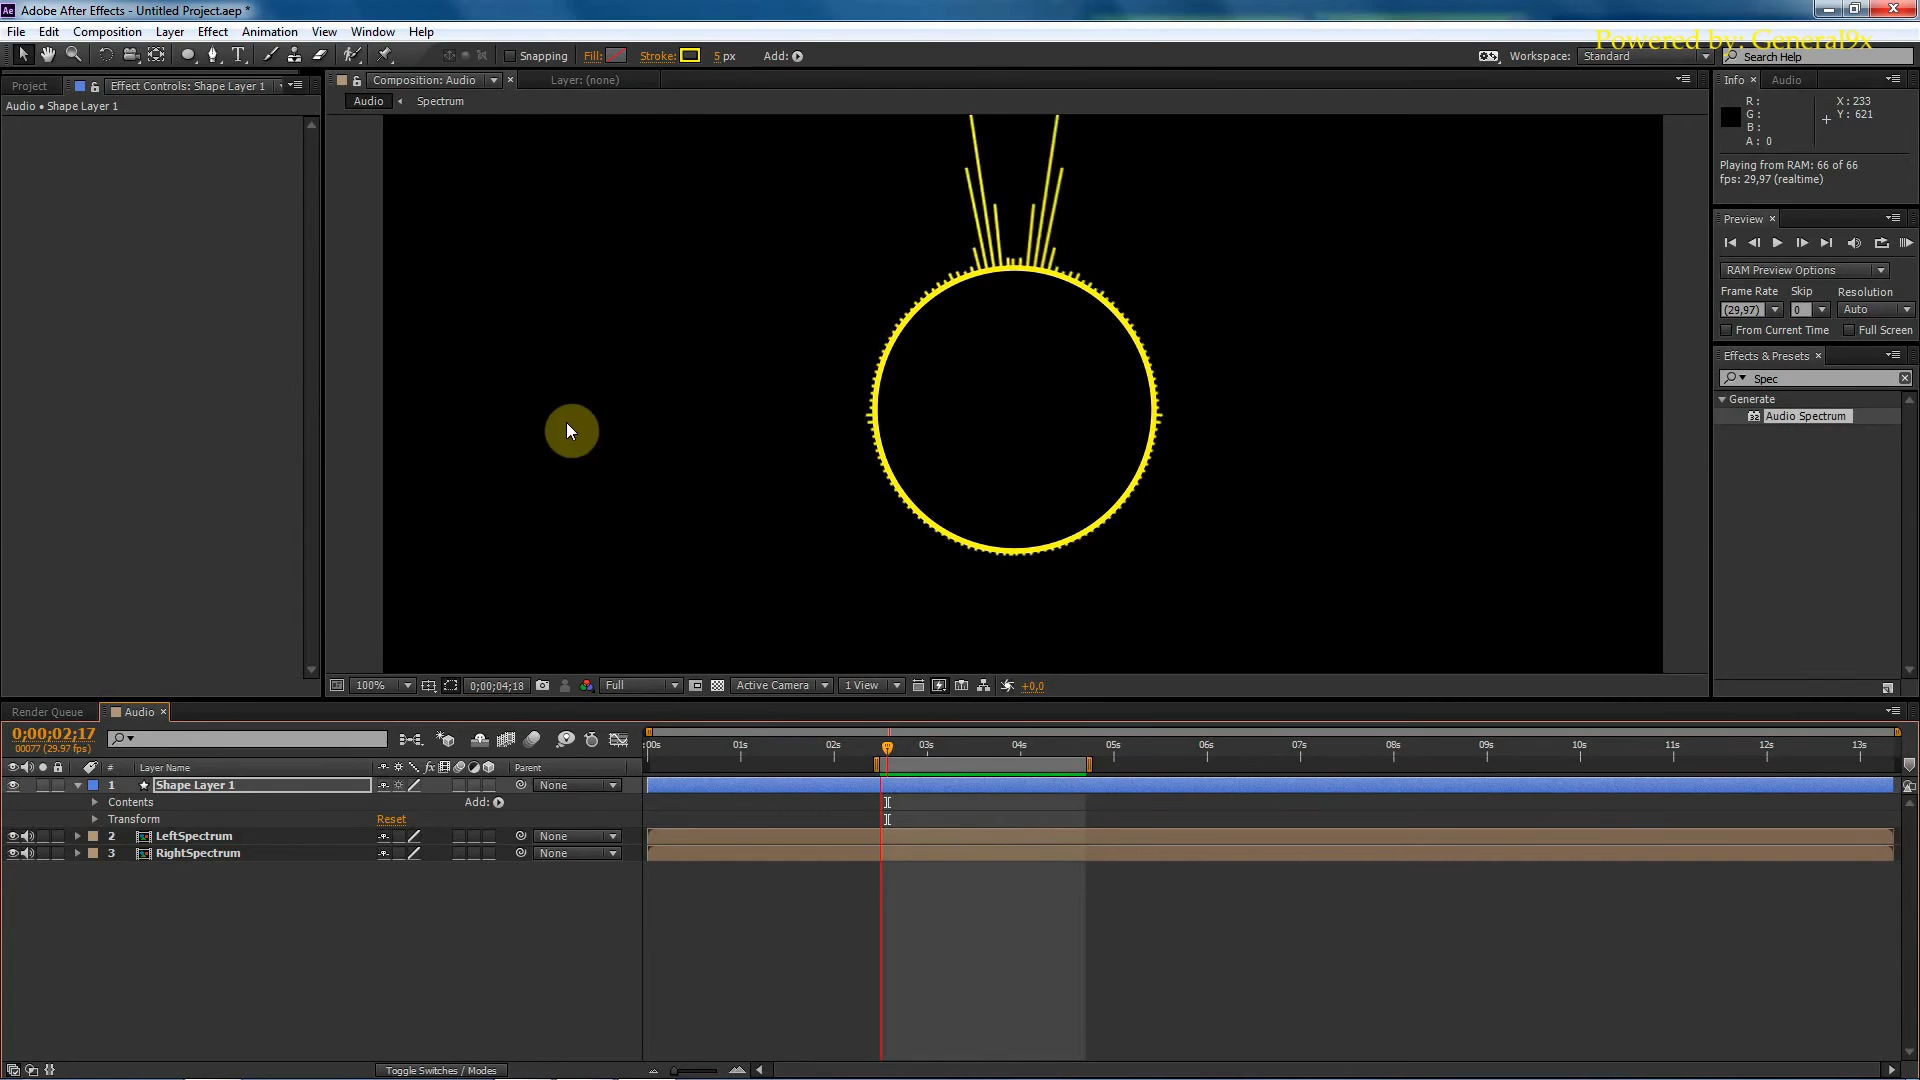 Adobe After Effects - Untitled Project.aep *
File Edit Composition Layer Effect Animation View Window Help
Powered by: General9x
Snapping Fill: Stroke: 5 px Add: Workspace: Standard Search Help
Project Effect Controls: Shape Layer 1 Composition: Audio Layer: (none) Info Audio
Audio • Shape Layer 1
Audio Spectrum
R:
G:
B:
A: 0
X: 233
Y: 621
Playing from RAM: 66 of 66
fps: 29,97 (realtime)
Preview
RAM Preview Options
Frame Rate Skip Resolution
(29,97) 0 Auto
From Current Time Full Screen
Effects & Presets
Spec
Generate
32 Audio Spectrum
100% 0;00;04;18 Full Active Camera 1 View +0,0
Render Queue Audio
0;00;02;17
00077 (29.97 fps)
:00s 01s 02s 03s 04s 05s 06s 07s 08s 09s 10s 11s 12s 13s
# Layer Name fx Parent
1 Shape Layer 1 None
Contents Add:
Transform Reset
2 LeftSpectrum None
3 RightSpectrum None
Toggle Switches / Modes